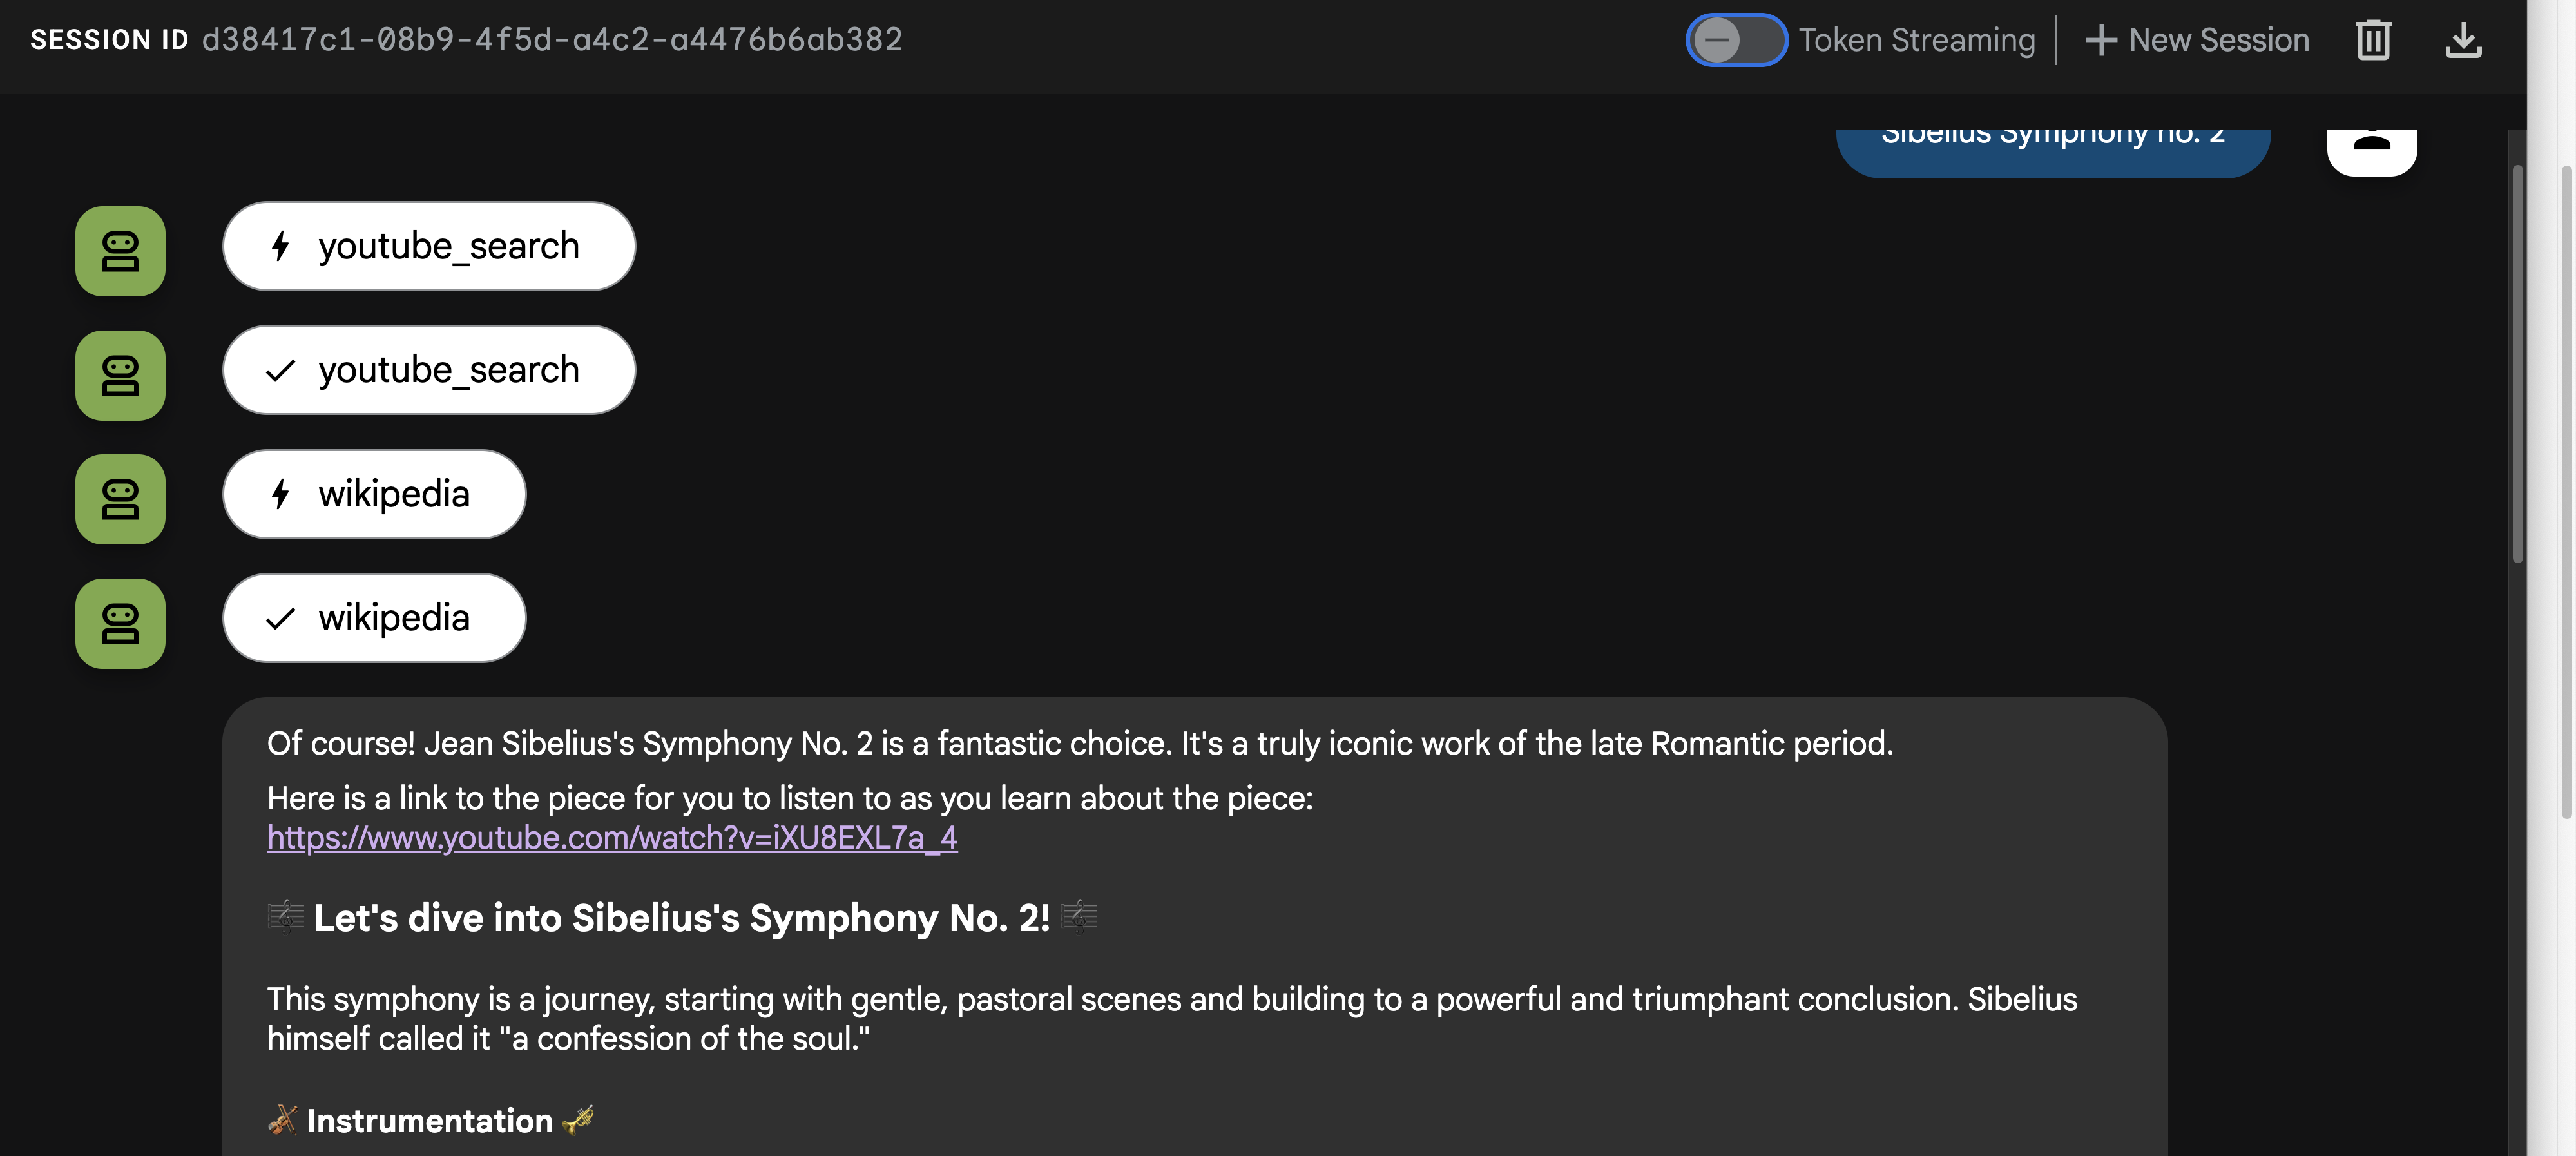 SESSION ID d38417c1-08b9-4f5d-a4c2-a4476b6ab382 Token Streaming New Session
Sibelius Symphony no. 2
youtube_search
youtube_search
wikipedia
wikipedia
Of course! Jean Sibelius's Symphony No. 2 is a fantastic choice. It's a truly iconic work of the late Romantic period.
Here is a link to the piece for you to listen to as you learn about the piece:
https://www.youtube.com/watch?v=iXU8EXL7a_4
🎼 Let's dive into Sibelius's Symphony No. 2! 🎼
This symphony is a journey, starting with gentle, pastoral scenes and building to a powerful and triumphant conclusion. Sibelius
himself called it "a confession of the soul."
🎻 Instrumentation 🎺